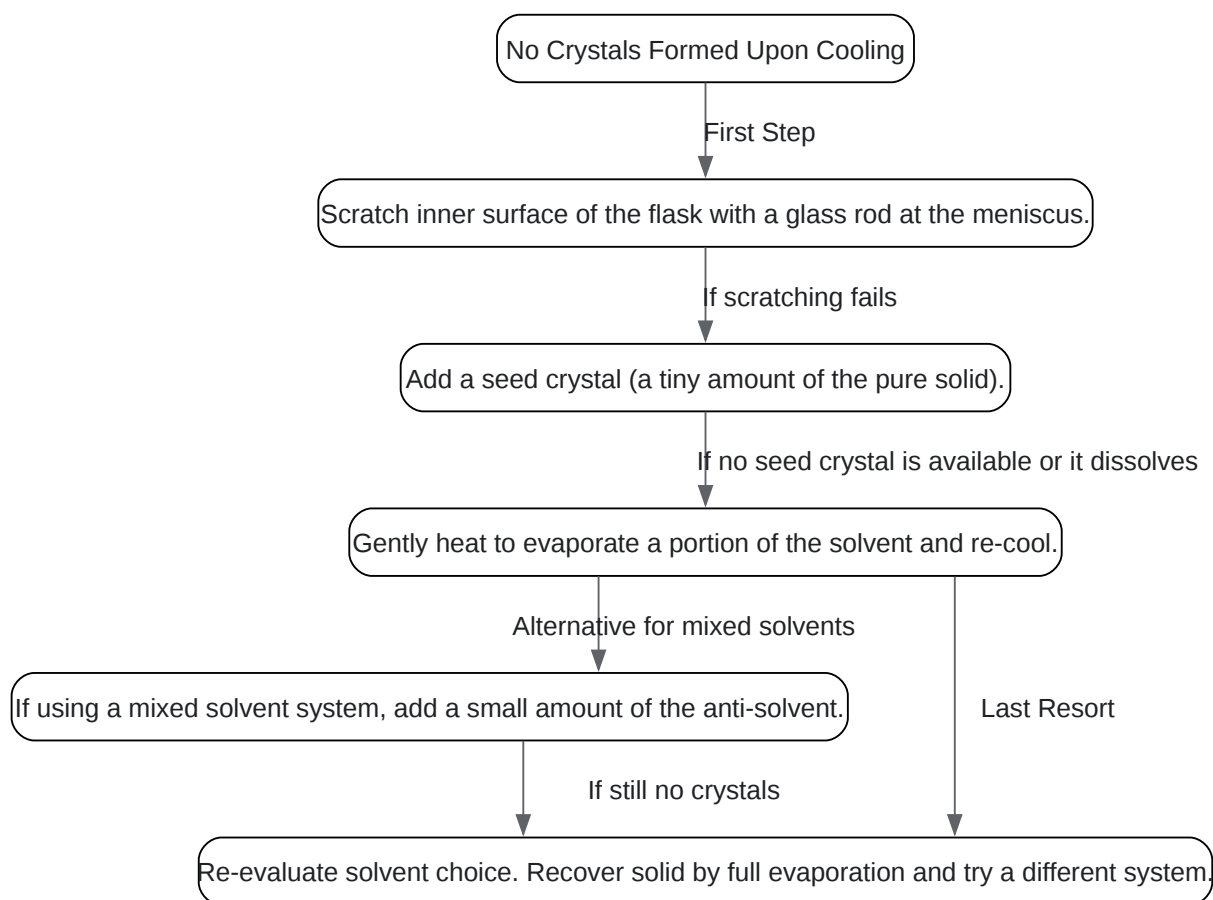 No Crystals Formed Upon Cooling
First Step
Scratch inner surface of the flask with a glass rod at the meniscus.
If scratching fails
Add a seed crystal (a tiny amount of the pure solid).
If no seed crystal is available or it dissolves
Gently heat to evaporate a portion of the solvent and re-cool.
Alternative for mixed solvents
If using a mixed solvent system, add a small amount of the anti-solvent.
Last Resort
If still no crystals
Re-evaluate solvent choice. Recover solid by full evaporation and try a different system.